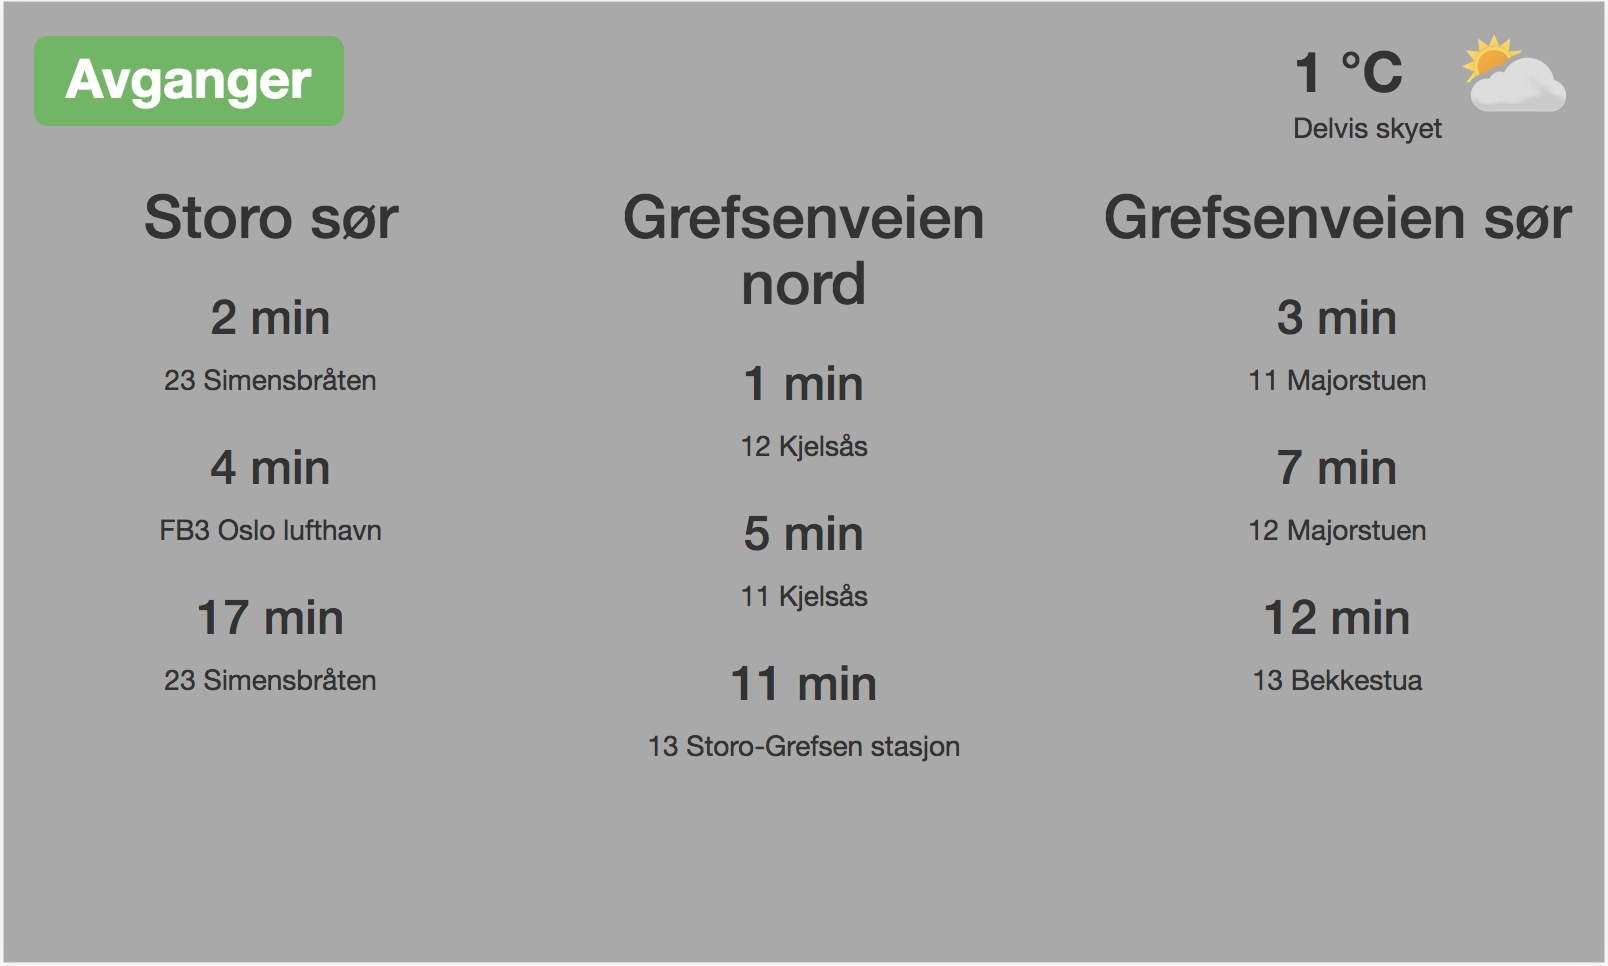 Avganger
1 °C
Delvis skyet
Storo sør
2 min
23 Simensbråten
4 min
FB3 Oslo lufthavn
17 min
23 Simensbråten
Grefsenveien
nord
1 min
12 Kjelsås
5 min
11 Kjelsås
11 min
13 Storo-Grefsen stasjon
Grefsenveien sør
3 min
11 Majorstuen
7 min
12 Majorstuen
12 min
13 Bekkestua